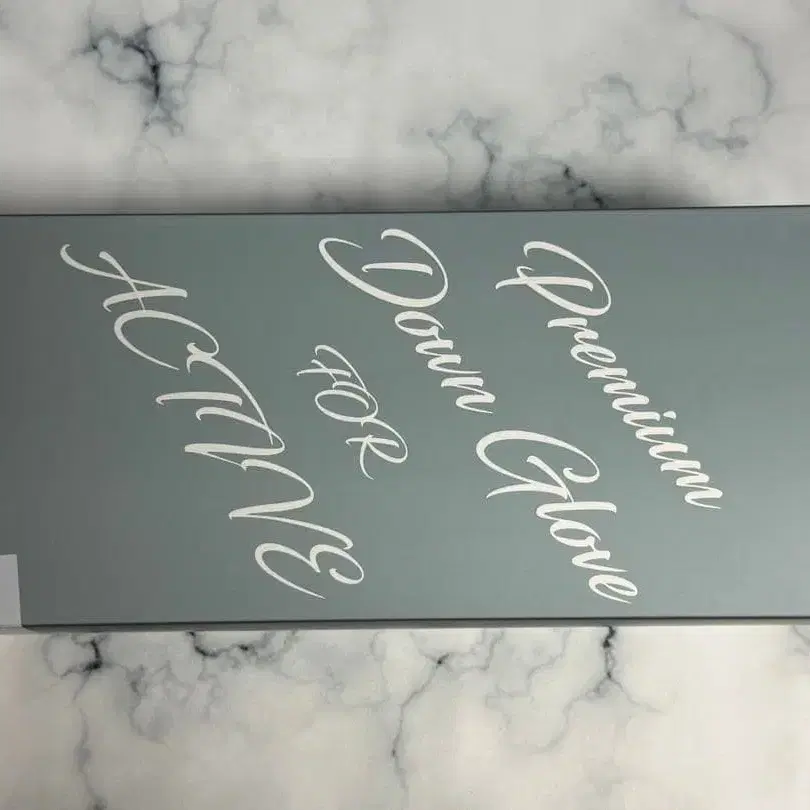 Premium
Down Glove
FOR
ACTIVE